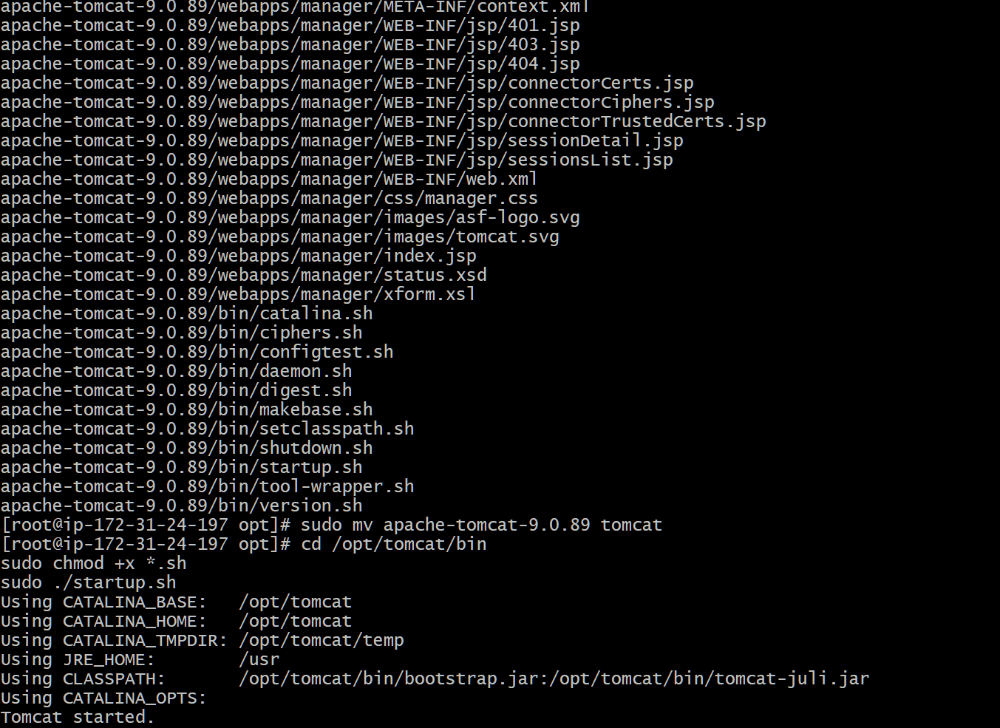 apache-tomcat-9.0.89/webapps/manager/META-INF/context.xml
apache-tomcat-9.0.89/webapps/manager/WEB-INF/jsp/401.jsp
apache-tomcat-9.0.89/webapps/manager/WEB-INF/jsp/403.jsp
apache-tomcat-9.0.89/webapps/manager/WEB-INF/jsp/404.jsp
apache-tomcat-9.0.89/webapps/manager/WEB-INF/jsp/connectorCerts.jsp
apache-tomcat-9.0.89/webapps/manager/WEB-INF/jsp/connectorCiphers.jsp
apache-tomcat-9.0.89/webapps/manager/WEB-INF/jsp/connectorTrustedCerts.jsp
apache-tomcat-9.0.89/webapps/manager/WEB-INF/jsp/sessionDetail.jsp
apache-tomcat-9.0.89/webapps/manager/WEB-INF/jsp/sessionsList.jsp
apache-tomcat-9.0.89/webapps/manager/WEB-INF/web.xml
apache-tomcat-9.0.89/webapps/manager/css/manager.css
apache-tomcat-9.0.89/webapps/manager/images/asf-logo.svg
apache-tomcat-9.0.89/webapps/manager/images/tomcat.svg
apache-tomcat-9.0.89/webapps/manager/index.jsp
apache-tomcat-9.0.89/webapps/manager/status.xsd
apache-tomcat-9.0.89/webapps/manager/xform.xsl
apache-tomcat-9.0.89/bin/catalina.sh
apache-tomcat-9.0.89/bin/ciphers.sh
apache-tomcat-9.0.89/bin/configtest.sh
apache-tomcat-9.0.89/bin/daemon.sh
apache-tomcat-9.0.89/bin/digest.sh
apache-tomcat-9.0.89/bin/makebase.sh
apache-tomcat-9.0.89/bin/setclasspath.sh
apache-tomcat-9.0.89/bin/shutdown.sh
apache-tomcat-9.0.89/bin/startup.sh
apache-tomcat-9.0.89/bin/tool-wrapper.sh
apache-tomcat-9.0.89/bin/version.sh
[root@ip-172-31-24-197 opt]# sudo mv apache-tomcat-9.0.89 tomcat
[root@ip-172-31-24-197 opt]# cd /opt/tomcat/bin
sudo chmod +x *.sh
sudo ./startup.sh
Using CATALINA_BASE:   /opt/tomcat
Using CATALINA_HOME:   /opt/tomcat
Using CATALINA_TMPDIR: /opt/tomcat/temp
Using JRE_HOME:        /usr
Using CLASSPATH:       /opt/tomcat/bin/bootstrap.jar:/opt/tomcat/bin/tomcat-juli.jar
Using CATALINA_OPTS:
Tomcat started.